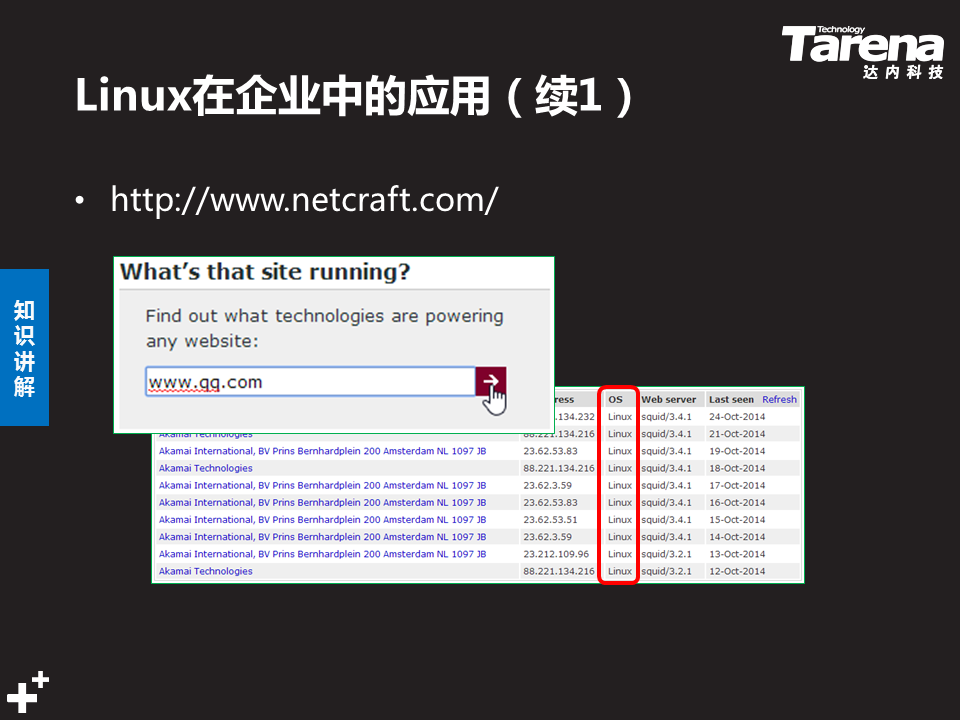 Technology
Tarena
达内科技
Linux在企业中的应用（续1）
• http://www.netcraft.com/
知识讲解
What's that site running?
Find out what technologies are powering
any website:
www.qq.com
ress OS Web server Last seen Refresh
.134.232 Linux squid/3.4.1 24-Oct-2014
Akamai Technologies 88.221.134.216 Linux squid/3.4.1 21-Oct-2014
Akamai International, BV Prins Bernhardplein 200 Amsterdam NL 1097 JB 23.62.53.83 Linux squid/3.4.1 19-Oct-2014
Akamai Technologies 88.221.134.216 Linux squid/3.4.1 18-Oct-2014
Akamai International, BV Prins Bernhardplein 200 Amsterdam NL 1097 JB 23.62.3.59 Linux squid/3.4.1 17-Oct-2014
Akamai International, BV Prins Bernhardplein 200 Amsterdam NL 1097 JB 23.62.53.83 Linux squid/3.4.1 16-Oct-2014
Akamai International, BV Prins Bernhardplein 200 Amsterdam NL 1097 JB 23.62.53.51 Linux squid/3.4.1 15-Oct-2014
Akamai International, BV Prins Bernhardplein 200 Amsterdam NL 1097 JB 23.62.3.59 Linux squid/3.4.1 14-Oct-2014
Akamai International, BV Prins Bernhardplein 200 Amsterdam NL 1097 JB 23.212.109.96 Linux squid/3.2.1 13-Oct-2014
Akamai Technologies 88.221.134.216 Linux squid/3.2.1 12-Oct-2014